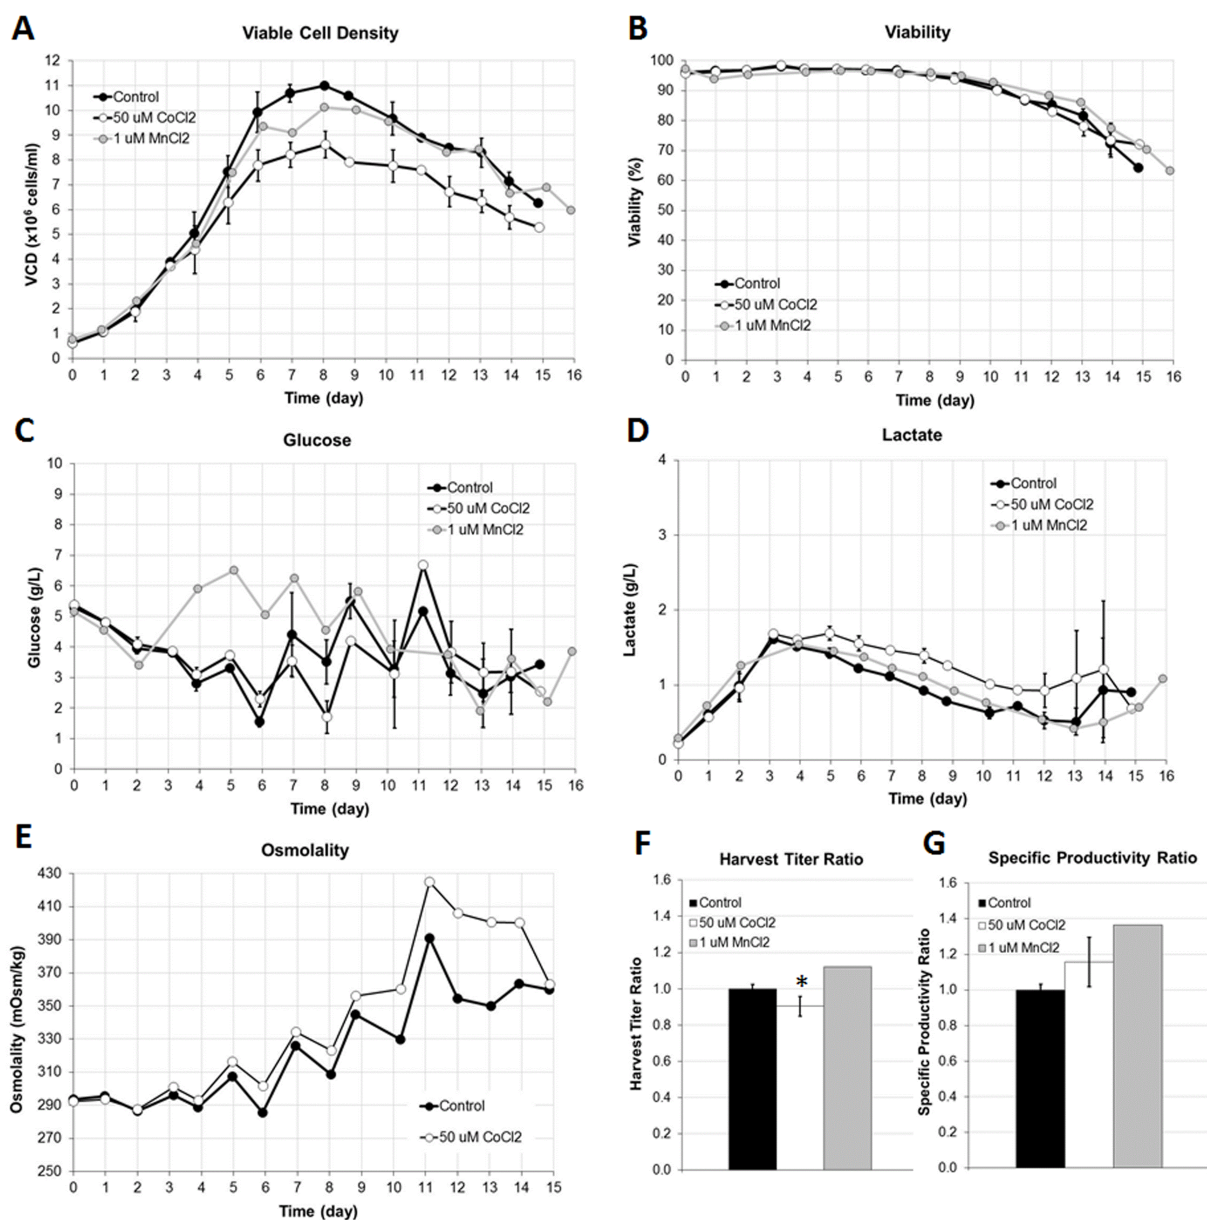 A
Viable Cell Density
12
11
10
9
8
7
6
5
4
3
2
1
0
VCD (x10⁶ cells/ml)
Control
50 uM CoCl2
1 uM MnCl2
0 1 2 3 4 5 6 7 8 9 10 11 12 13 14 15 16
Time (day)
B
Viability
100
90
80
70
60
50
40
30
20
10
0
Viability (%)
Control
50 uM CoCl2
1 uM MnCl2
0 1 2 3 4 5 6 7 8 9 10 11 12 13 14 15 16
Time (day)
C
Glucose
10
9
8
7
6
5
4
3
2
1
0
Glucose (g/L)
Control
50 uM CoCl2
1 uM MnCl2
0 1 2 3 4 5 6 7 8 9 10 11 12 13 14 15 16
Time (day)
D
Lactate
4
3
2
1
0
Lactate (g/L)
Control
50 uM CoCl2
1 uM MnCl2
0 1 2 3 4 5 6 7 8 9 10 11 12 13 14 15 16
Time (day)
E
Osmolality
430
410
390
370
350
330
310
290
270
250
Osmolality (mOsm/kg)
Control
50 uM CoCl2
0 1 2 3 4 5 6 7 8 9 10 11 12 13 14 15
Time (day)
F
Harvest Titer Ratio
1.6
1.4
1.2
1.0
0.8
0.6
0.4
0.2
0.0
Harvest Titer Ratio
Control
50 uM CoCl2
1 uM MnCl2
*
G
Specific Productivity Ratio
1.6
1.4
1.2
1.0
0.8
0.6
0.4
0.2
0.0
Specific Productivity Ratio
Control
50 uM CoCl2
1 uM MnCl2